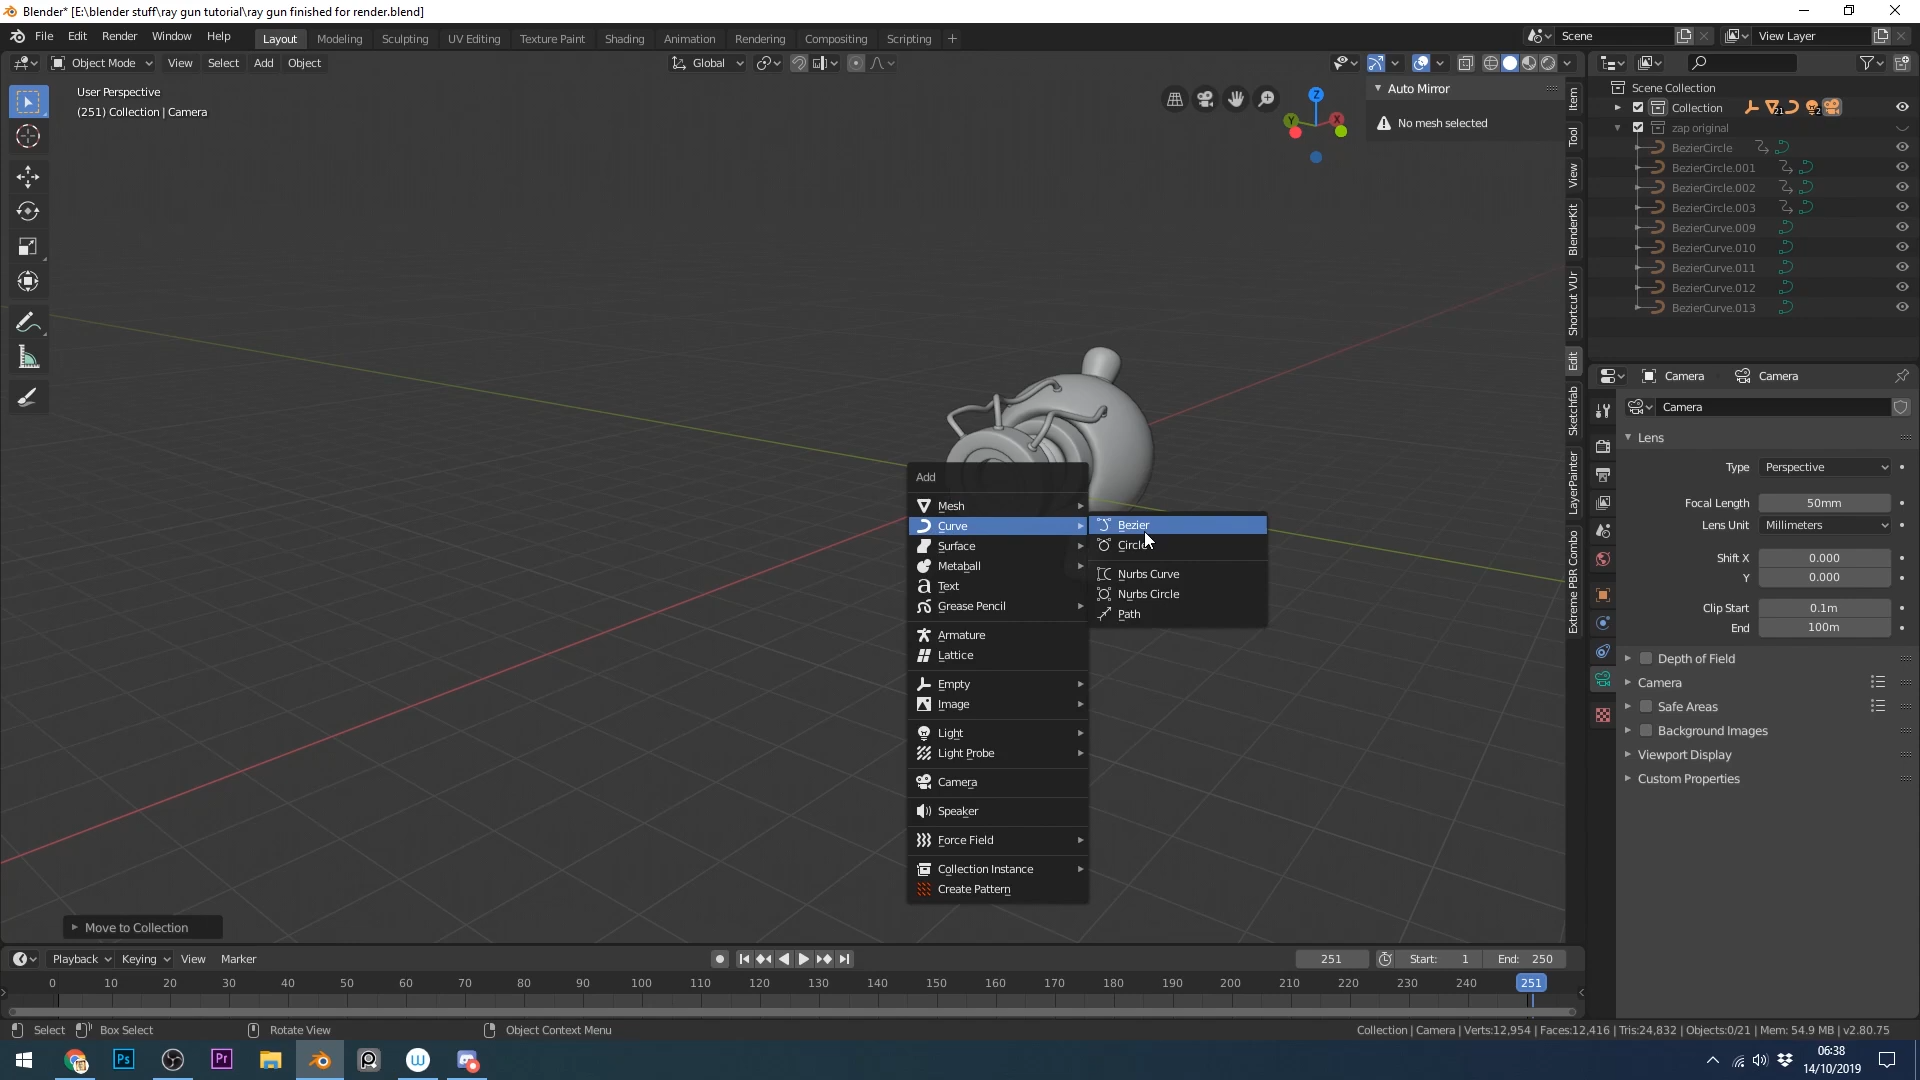 Blender* [E:\blender stuff\ray gun tutorial\ray gun finished for render.blend]
File Edit Render Window Help
Layout Modeling Sculpting UV Editing Texture Paint Shading Animation Rendering Compositing Scripting +
Scene
View Layer
Object Mode View Select Add Object
Global
User Perspective
(251) Collection | Camera
Z
Y
X
Auto Mirror
No mesh selected
Item
Tool
View
BlenderKit
Shortcut VUr
Edit
Sketchfab
LayerPainter
Extreme PBR Combo
Scene Collection
Collection 21 2
zap original
BezierCircle
BezierCircle.001
BezierCircle.002
BezierCircle.003
BezierCurve.009
BezierCurve.010
BezierCurve.011
BezierCurve.012
BezierCurve.013
Camera Camera
Camera
Lens
Type Perspective
Focal Length 50mm
Lens Unit Millimeters
Shift X 0.000
Y 0.000
Clip Start 0.1m
End 100m
Depth of Field
Camera
Safe Areas
Background Images
Viewport Display
Custom Properties
Add
Mesh
Curve
Surface
Metaball
Text
Grease Pencil
Armature
Lattice
Empty
Image
Light
Light Probe
Camera
Speaker
Force Field
Collection Instance
Create Pattern
Bezier
Circle
Nurbs Curve
Nurbs Circle
Path
Move to Collection
Playback Keying View Marker
251 Start: 1 End: 250
0 10 20 30 40 50 60 70 80 90 100 110 120 130 140 150 160 170 180 190 200 210 220 230 240 251
Select Box Select Rotate View Object Context Menu
Collection | Camera | Verts:12,954 | Faces:12,416 | Tris:24,832 | Objects:0/21 | Mem: 54.9 MB | v2.80.75
Ps
Pr
06:38
14/10/2019